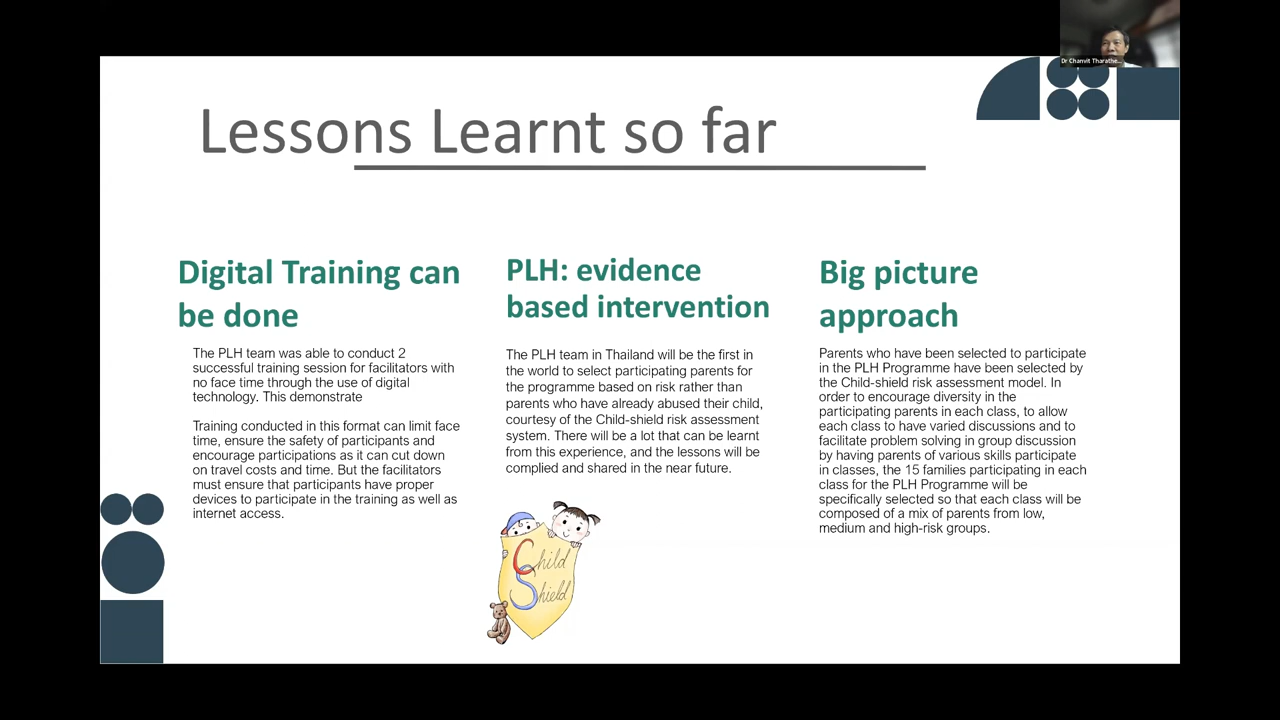 Dr Chanvit Tharathe...
Lessons Learnt so far
Digital Training can
be done
The PLH team was able to conduct 2
successful training session for facilitators with
no face time through the use of digital
technology. This demonstrate
Training conducted in this format can limit face
time, ensure the safety of participants and
encourage participations as it can cut down
on travel costs and time. But the facilitators
must ensure that participants have proper
devices to participate in the training as well as
internet access.
PLH: evidence
based intervention
The PLH team in Thailand will be the first in
the world to select participating parents for
the programme based on risk rather than
parents who have already abused their child,
courtesy of the Child-shield risk assessment
system. There will be a lot that can be learnt
from this experience, and the lessons will be
complied and shared in the near future.
Child
Shield
Big picture
approach
Parents who have been selected to participate
in the PLH Programme have been selected by
the Child-shield risk assessment model. In
order to encourage diversity in the
participating parents in each class, to allow
each class to have varied discussions and to
facilitate problem solving in group discussion
by having parents of various skills participate
in classes, the 15 families participating in each
class for the PLH Programme will be
specifically selected so that each class will be
composed of a mix of parents from low,
medium and high-risk groups.